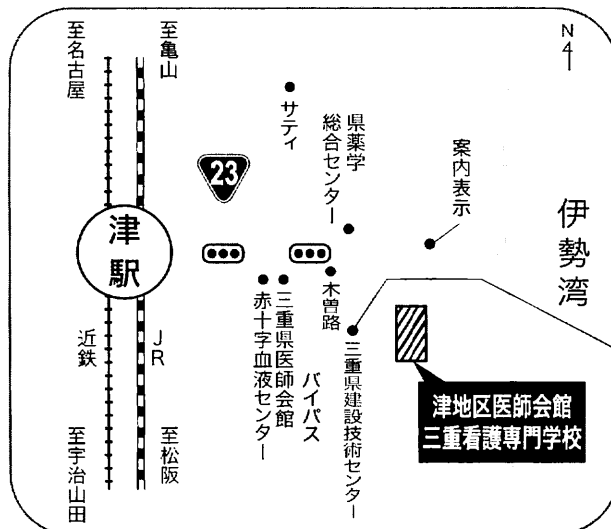 至名古屋
至亀山
N
サティ
県薬学
総合センター
案内表示
伊勢湾
23
津駅
木曽路
三重県医師会館
赤十字血液センター
バイパス
三重県建設技術センター
近鉄
JR
津地区医師会館
三重看護専門学校
至宇治山田
至松阪